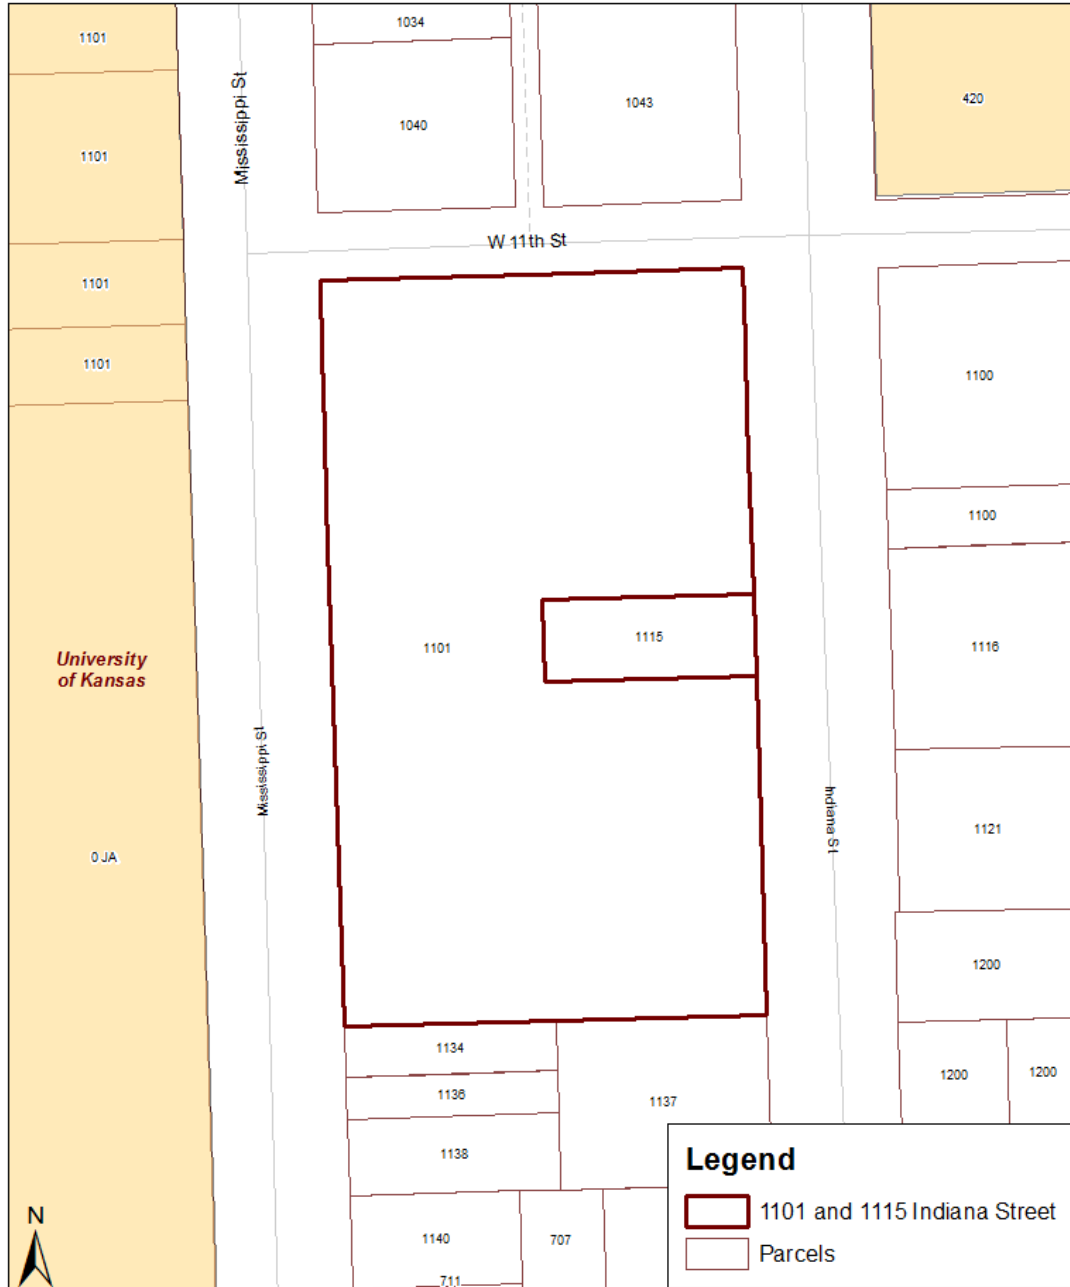 1101
1034
1043
420
1040
1101
Mississippi St
W 11th St
1101
1101
1100
1100
1101
1115
1116
University
of Kansas
Mississippi St
Indiana St
1121
0 JA
1200
1134
1136
1137
1200
1200
1138
1140
707
711
N
Legend
1101 and 1115 Indiana Street
Parcels